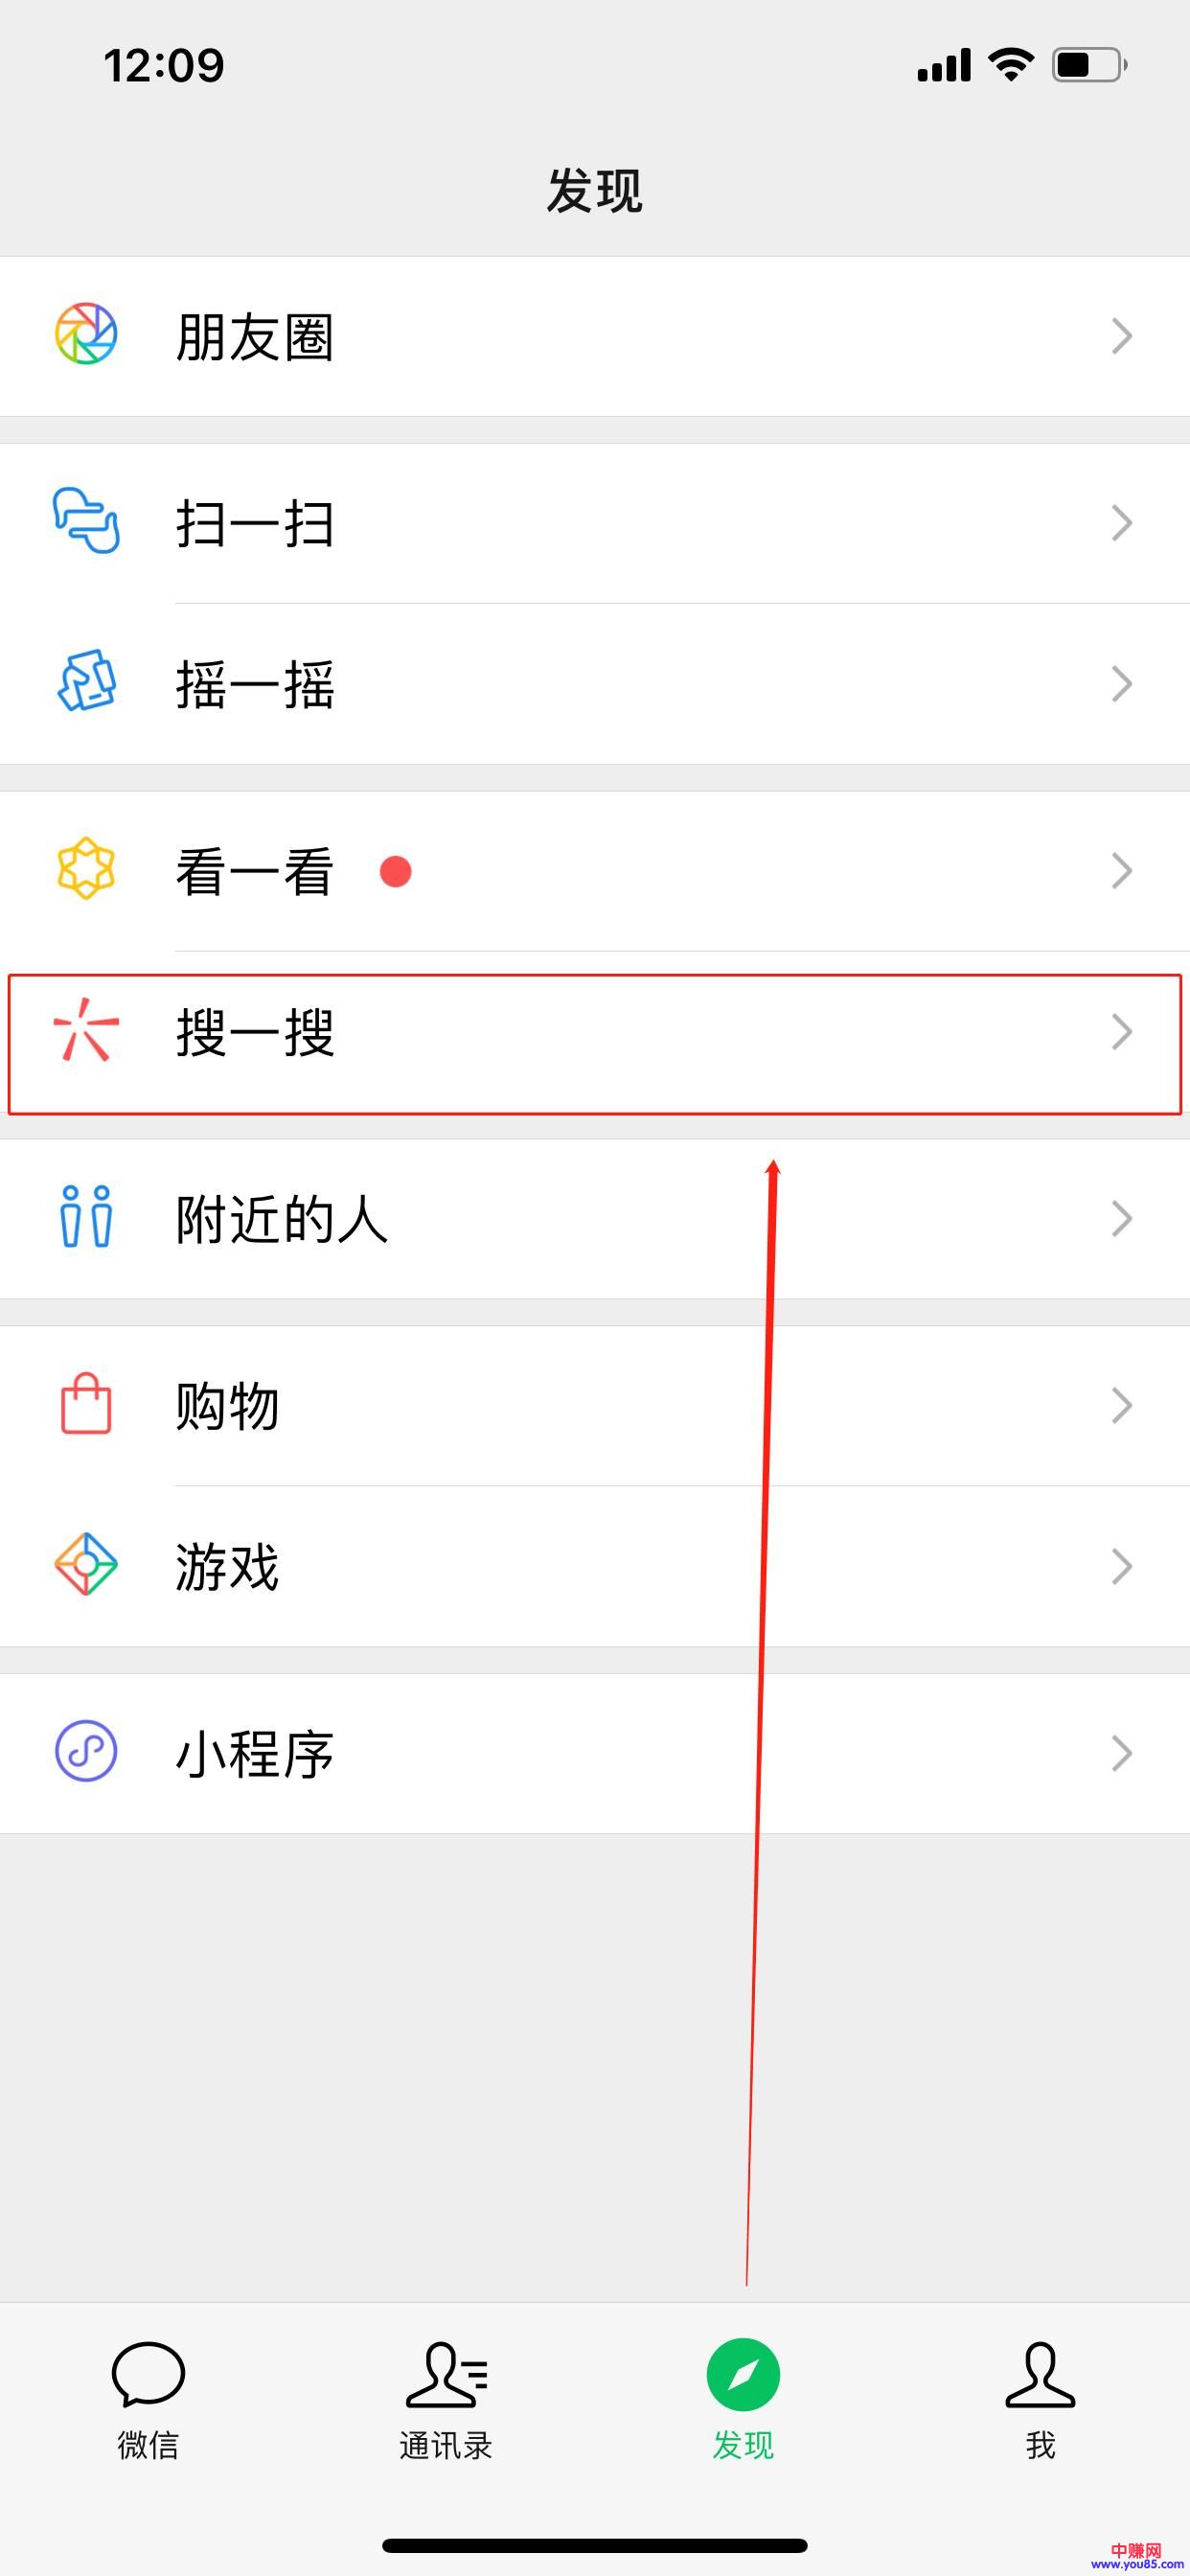 12:09
发现
朋友圈
扫一扫
摇一摇
看一看
搜一搜
附近的人
购物
游戏
小程序
微信
通讯录
发现
我
中赚网
www.you85.com